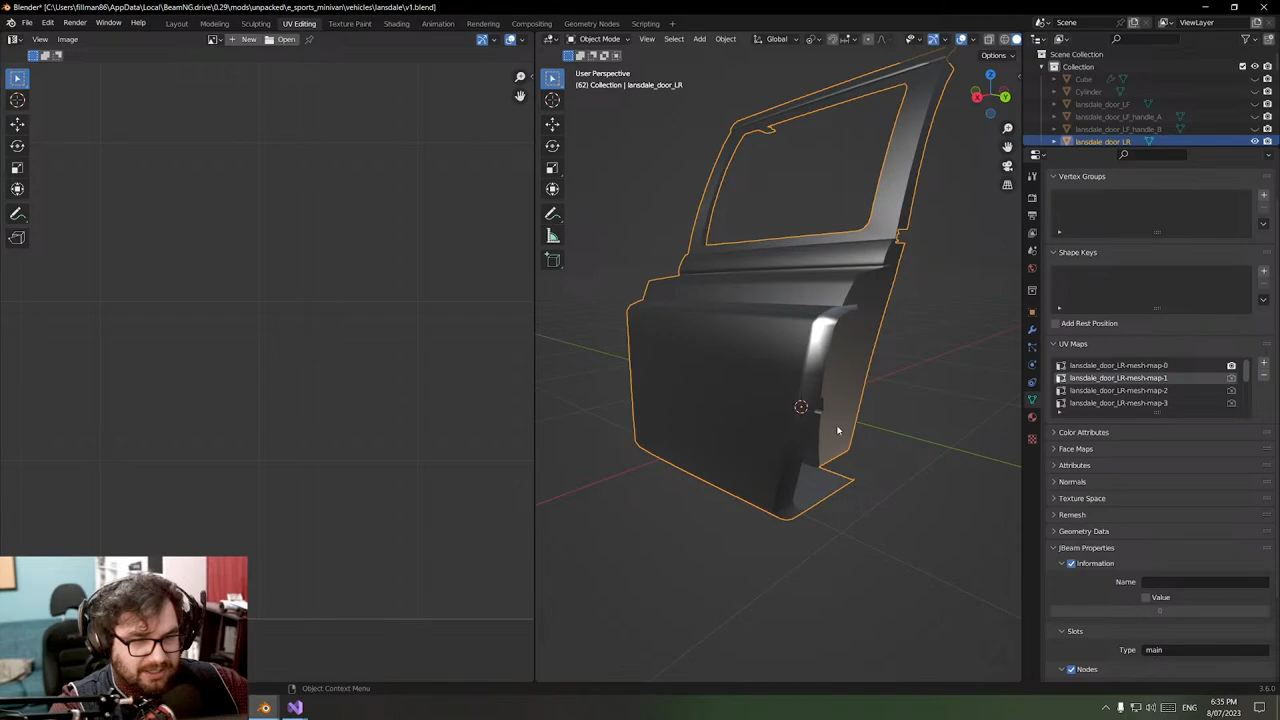 Blender* [C:\Users\fillman86\AppData\Local\BeamNG.drive\0.29\mods\unpacked\e_sports_minivan\vehicles\lansdale\v1.blend]
File Edit Render Window Help Layout Modeling Sculpting UV Editing Texture Paint Shading Animation Rendering Compositing Geometry Nodes Scripting + Scene ViewLayer
View Image New Open Object Mode View Select Add Object Global
Options
User Perspective
(62) Collection | lansdale_door_LR
Y
Scene Collection
Collection
Cube
Cylinder
lansdale_door_LF
lansdale_door_LF_handle_A
lansdale_door_LF_handle_B
lansdale_door_LR
Vertex Groups
Shape Keys
Add Rest Position
UV Maps
lansdale_door_LR-mesh-map-0
lansdale_door_LR-mesh-map-1
lansdale_door_LR-mesh-map-2
lansdale_door_LR-mesh-map-3
Color Attributes
Face Maps
Attributes
Normals
Texture Space
Remesh
Geometry Data
JBeam Properties
Information
Name
Value
0
Slots
Type main
Nodes
Object Context Menu
3.6.0
ENG
6:35 PM
8/07/2023